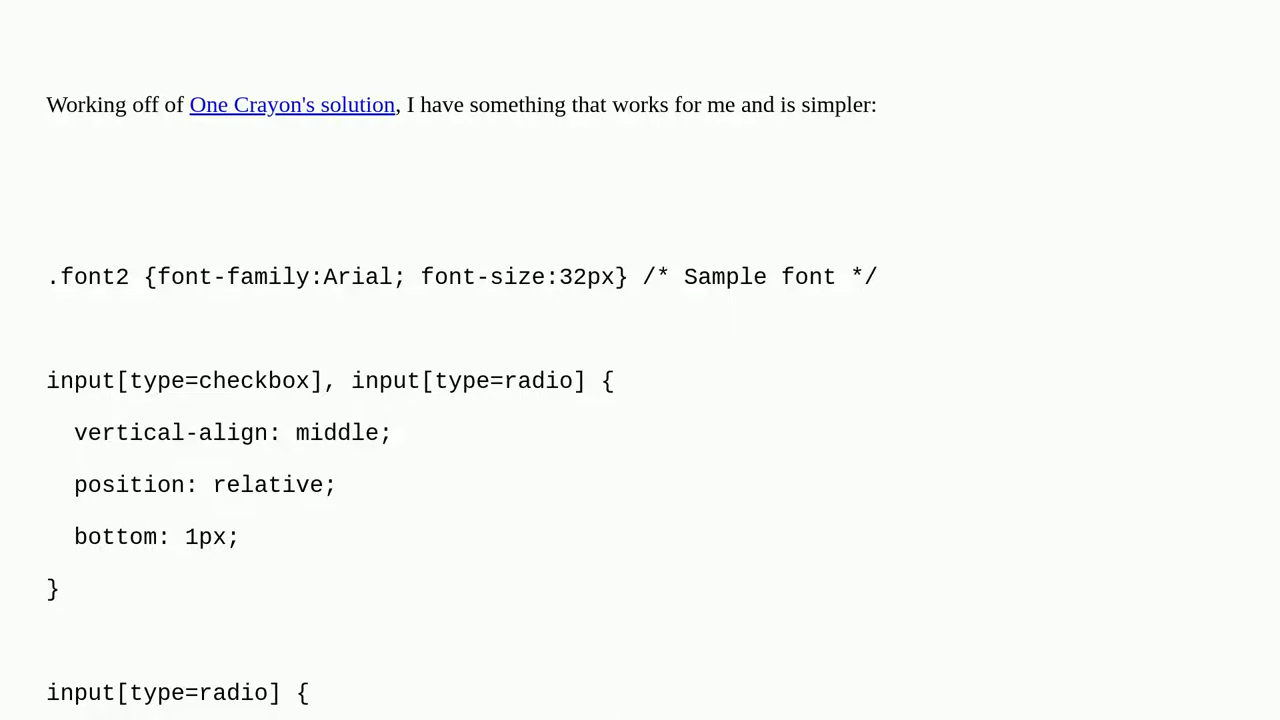 Working off of One Crayon's solution, I have something that works for me and is simpler:
.font2 {font-family:Arial; font-size:32px} /* Sample font */
input[type=checkbox], input[type=radio] {
  vertical-align: middle;
  position: relative;
  bottom: 1px;
}
input[type=radio] {